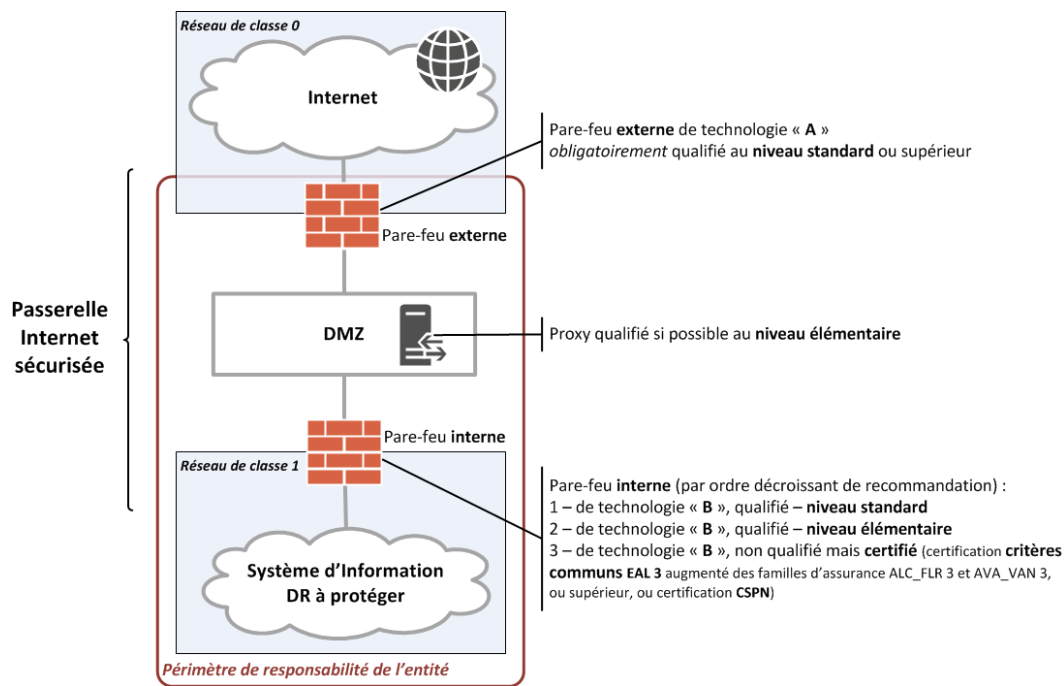 Réseau de classe 0
Internet
Pare-feu externe de technologie « A »
obligatoirement qualifié au niveau standard ou supérieur
Pare-feu externe
Passerelle
Internet
sécurisée
DMZ
Proxy qualifié si possible au niveau élémentaire
Pare-feu interne
Réseau de classe 1
Pare-feu interne (par ordre décroissant de recommandation) :
1 – de technologie « B », qualifié – niveau standard
2 – de technologie « B », qualifié – niveau élémentaire
3 – de technologie « B », non qualifié mais certifié (certification critères
communs EAL 3 augmenté des familles d’assurance ALC_FLR 3 et AVA_VAN 3,
ou supérieur, ou certification CSPN)
Système d’Information
DR à protéger
Périmètre de responsabilité de l’entité